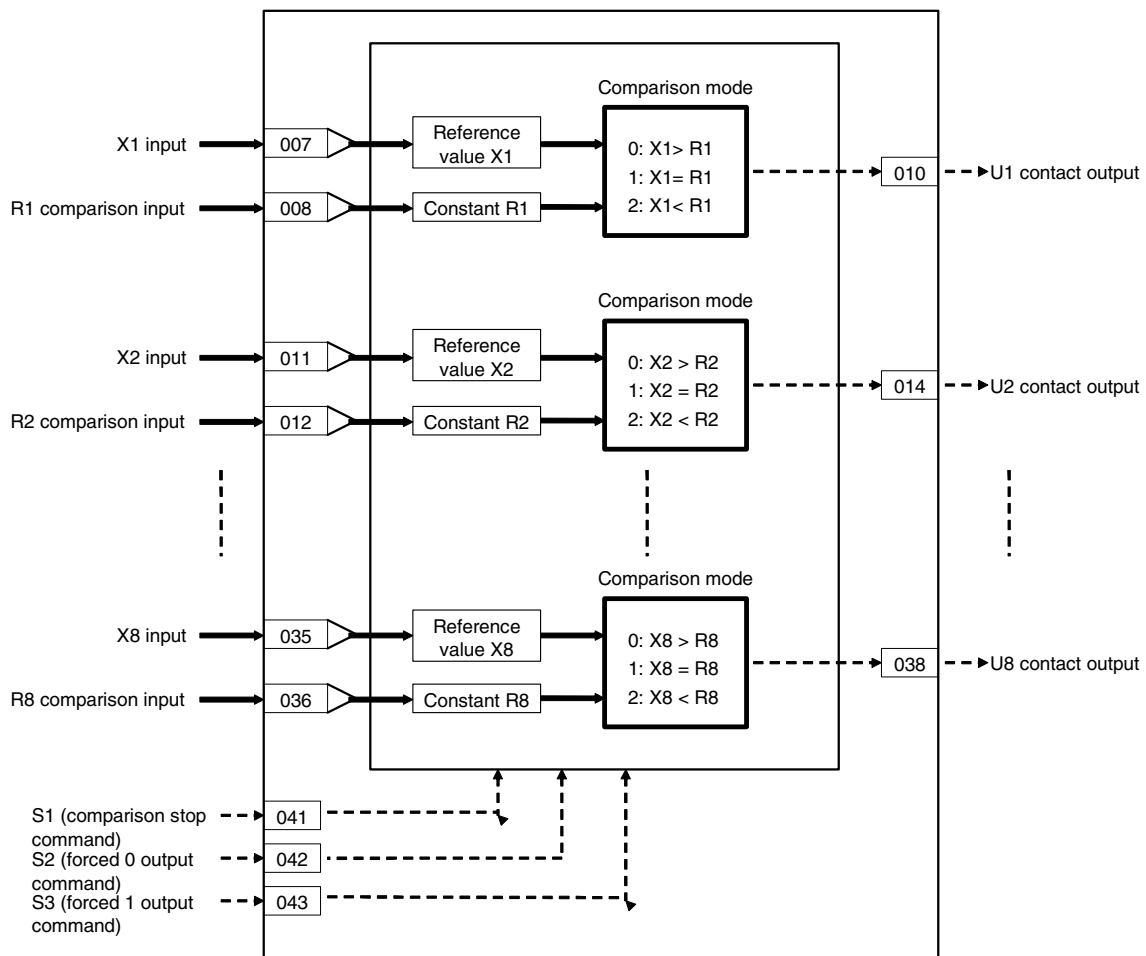 Comparison mode
X1 input
007
Reference
value X1
0: X1> R1
1: X1= R1
2: X1< R1
010
U1 contact output
R1 comparison input
008
Constant R1
Comparison mode
X2 input
011
Reference
value X2
0: X2 > R2
1: X2 = R2
2: X2 < R2
014
U2 contact output
R2 comparison input
012
Constant R2
Comparison mode
X8 input
035
Reference
value X8
0: X8 > R8
1: X8 = R8
2: X8 < R8
038
U8 contact output
R8 comparison input
036
Constant R8
S1 (comparison stop
command)
041
S2 (forced 0 output
command)
042
S3 (forced 1 output
command)
043